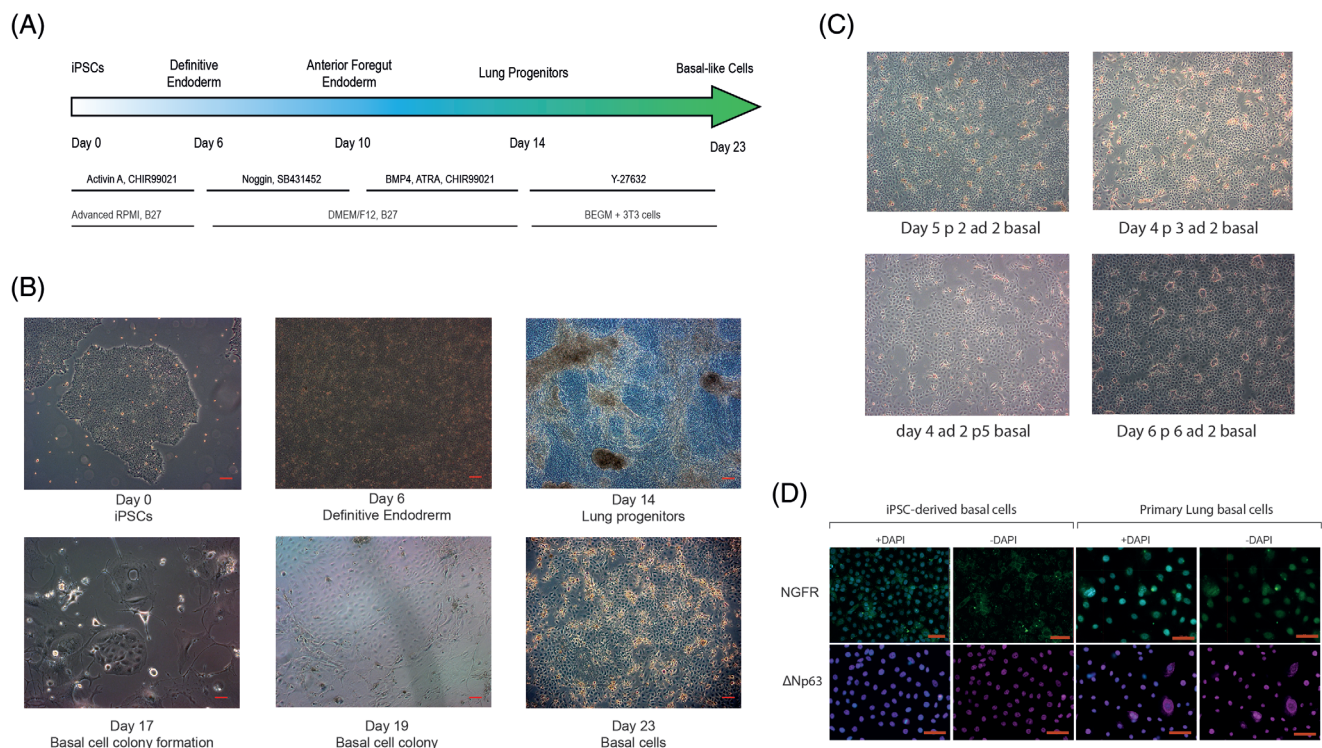 (A)
iPSCs
Definitive
Endoderm
Anterior Foregut
Endoderm
Lung Progenitors
Basal-like Cells
Day 0
Day 6
Day 10
Day 14
Day 23
Activin A, CHIR99021
Noggin, SB431452
BMP4, ATRA, CHIR99021
Y-27632
Advanced RPMI, B27
DMEM/F12, B27
BEGM + 3T3 cells
(B)
Day 0
iPSCs
Day 6
Definitive Endodrerm
Day 14
Lung progenitors
Day 17
Basal cell colony formation
Day 19
Basal cell colony
Day 23
Basal cells
(C)
Day 5 p 2 ad 2 basal
Day 4 p 3 ad 2 basal
day 4 ad 2 p5 basal
Day 6 p 6 ad 2 basal
(D)
iPSC-derived basal cells
Primary Lung basal cells
+DAPI
-DAPI
+DAPI
-DAPI
NGFR
ΔNp63